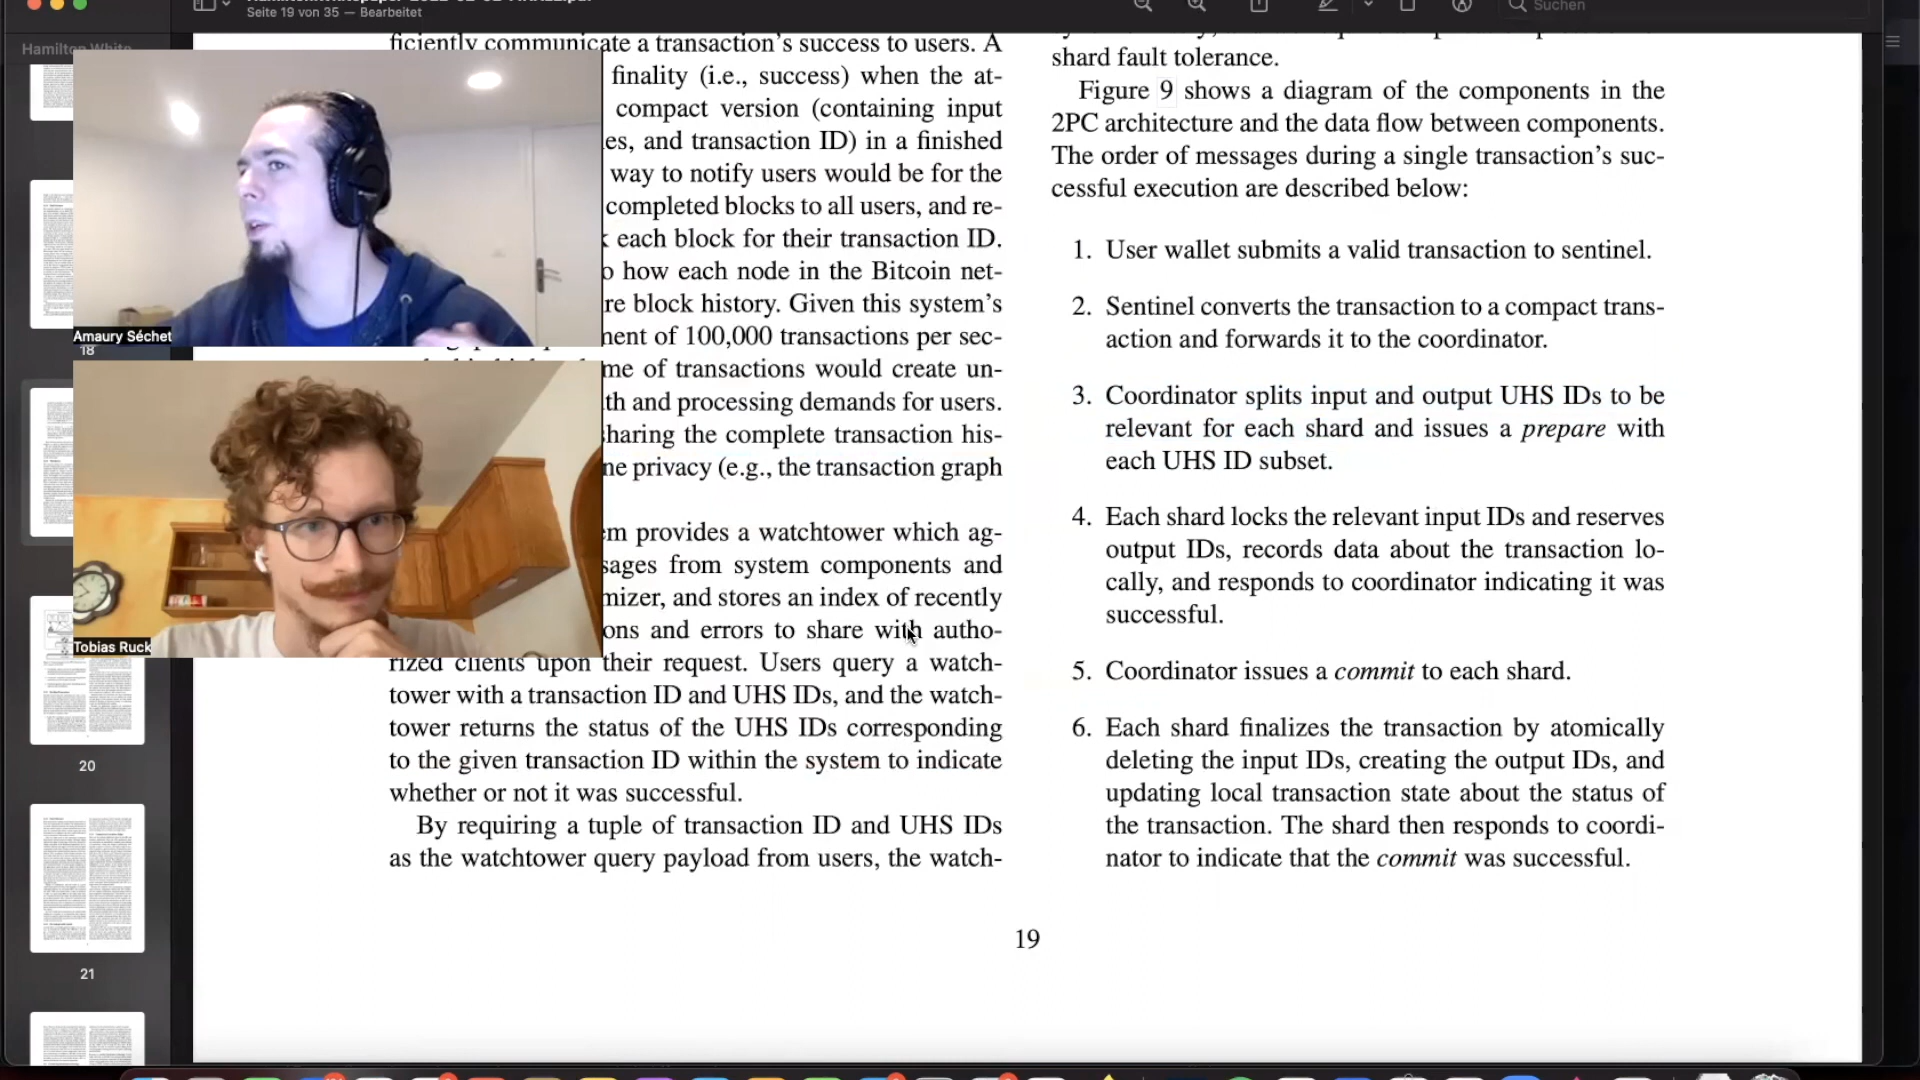 Seite 19 von 35 — Bearbeitet
Suchen
Hamilton White
ficiently communicate a transaction's success to users. A
finality (i.e., success) when the at-
compact version (containing input
es, and transaction ID) in a finished
way to notify users would be for the
completed blocks to all users, and re-
each block for their transaction ID.
o how each node in the Bitcoin net-
re block history. Given this system's
ment of 100,000 transactions per sec-
me of transactions would create un-
th and processing demands for users.
haring the complete transaction his-
ne privacy (e.g., the transaction graph
em provides a watchtower which ag-
sages from system components and
mizer, and stores an index of recently
ons and errors to share with autho-
rized clients upon their request. Users query a watch-
tower with a transaction ID and UHS IDs, and the watch-
tower returns the status of the UHS IDs corresponding
to the given transaction ID within the system to indicate
whether or not it was successful.
By requiring a tuple of transaction ID and UHS IDs
as the watchtower query payload from users, the watch-
shard fault tolerance.
Figure 9 shows a diagram of the components in the
2PC architecture and the data flow between components.
The order of messages during a single transaction's suc-
cessful execution are described below:
1. User wallet submits a valid transaction to sentinel.
2. Sentinel converts the transaction to a compact trans-
action and forwards it to the coordinator.
3. Coordinator splits input and output UHS IDs to be
relevant for each shard and issues a prepare with
each UHS ID subset.
4. Each shard locks the relevant input IDs and reserves
output IDs, records data about the transaction lo-
cally, and responds to coordinator indicating it was
successful.
5. Coordinator issues a commit to each shard.
6. Each shard finalizes the transaction by atomically
deleting the input IDs, creating the output IDs, and
updating local transaction state about the status of
the transaction. The shard then responds to coordi-
nator to indicate that the commit was successful.
19
Amaury Séchet
18
Tobias Ruck
20
21